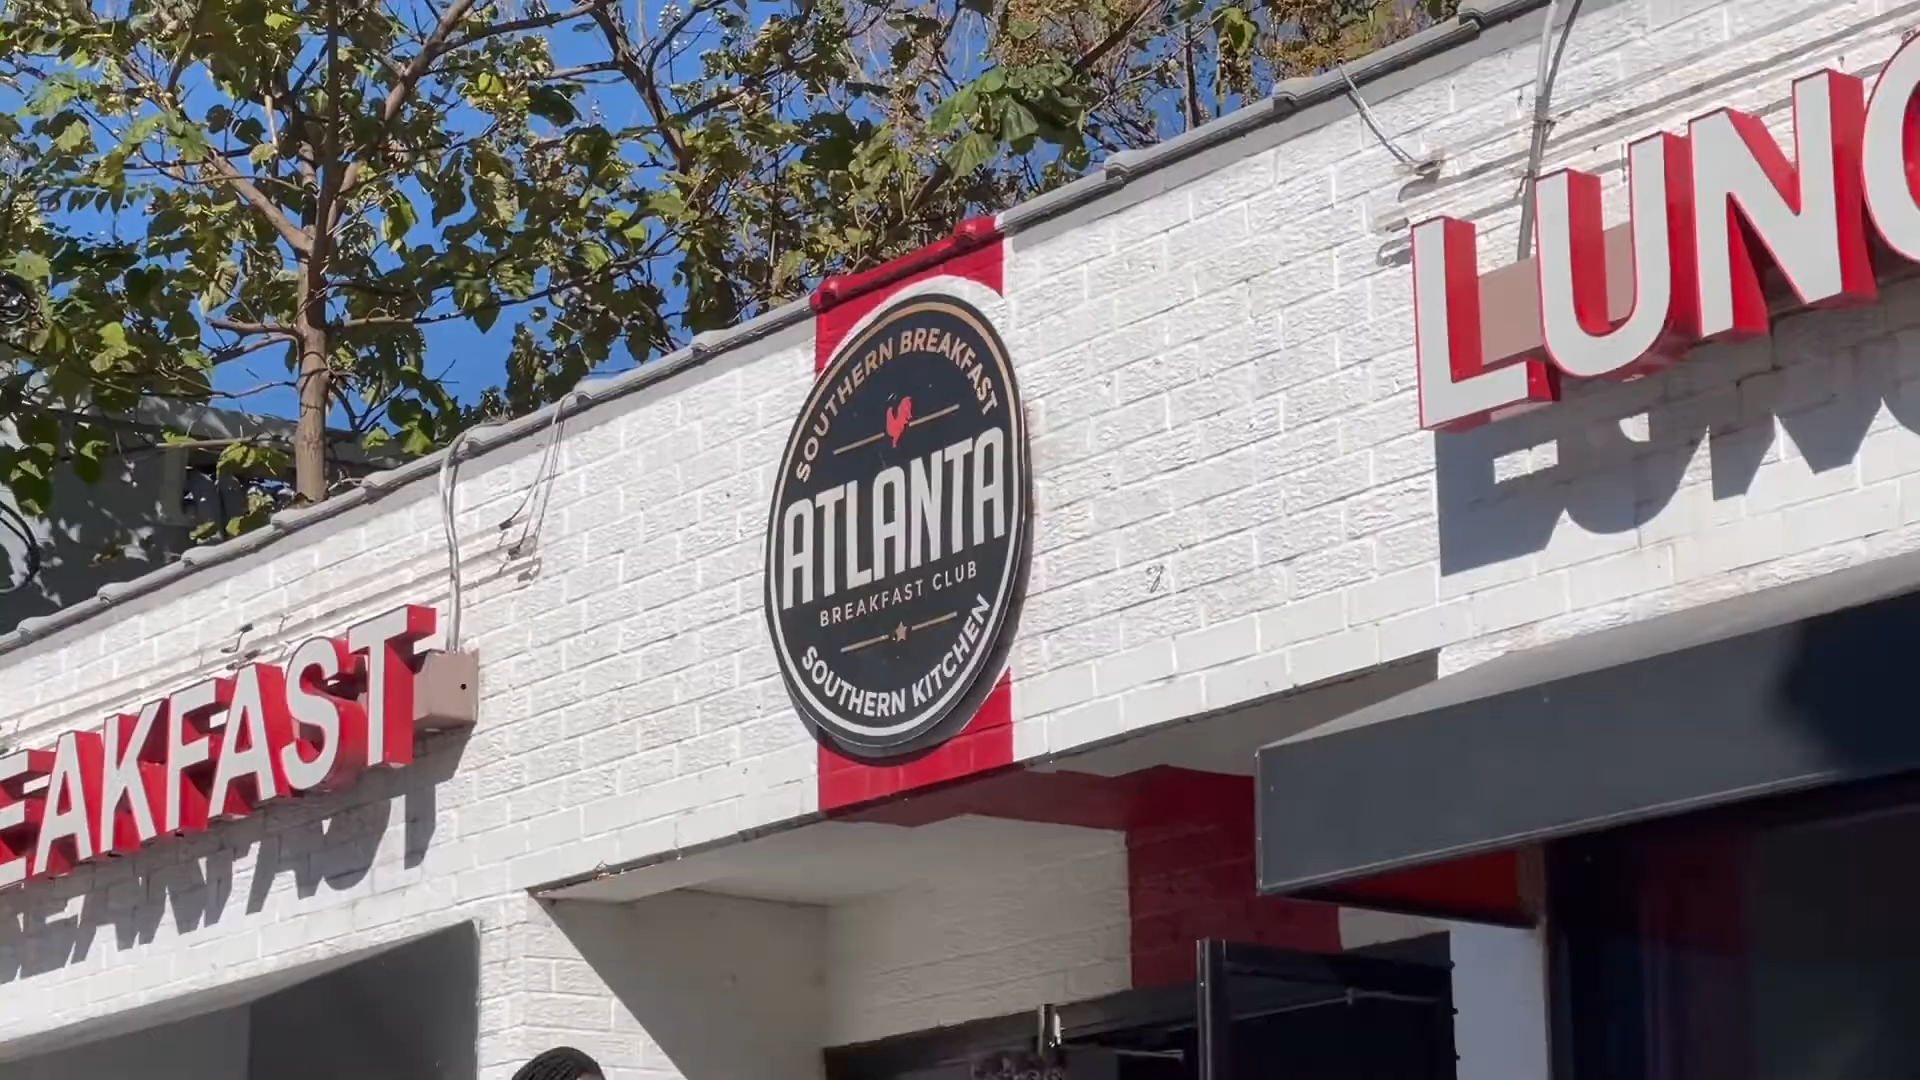 EAKFAST
SOUTHERN BREAKFAST
ATLANTA
BREAKFAST CLUB
SOUTHERN KITCHEN
LUNC